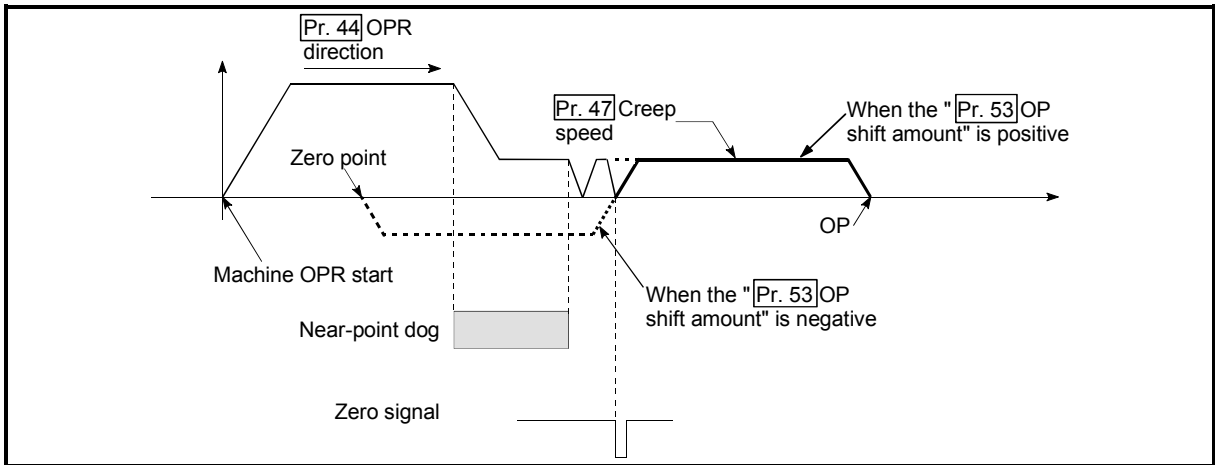 Pr. 44 OPR
direction
Pr. 47 Creep
speed
When the " Pr. 53 OP
shift amount" is positive
Zero point
OP
Machine OPR start
When the " Pr. 53 OP
shift amount" is negative
Near-point dog
Zero signal